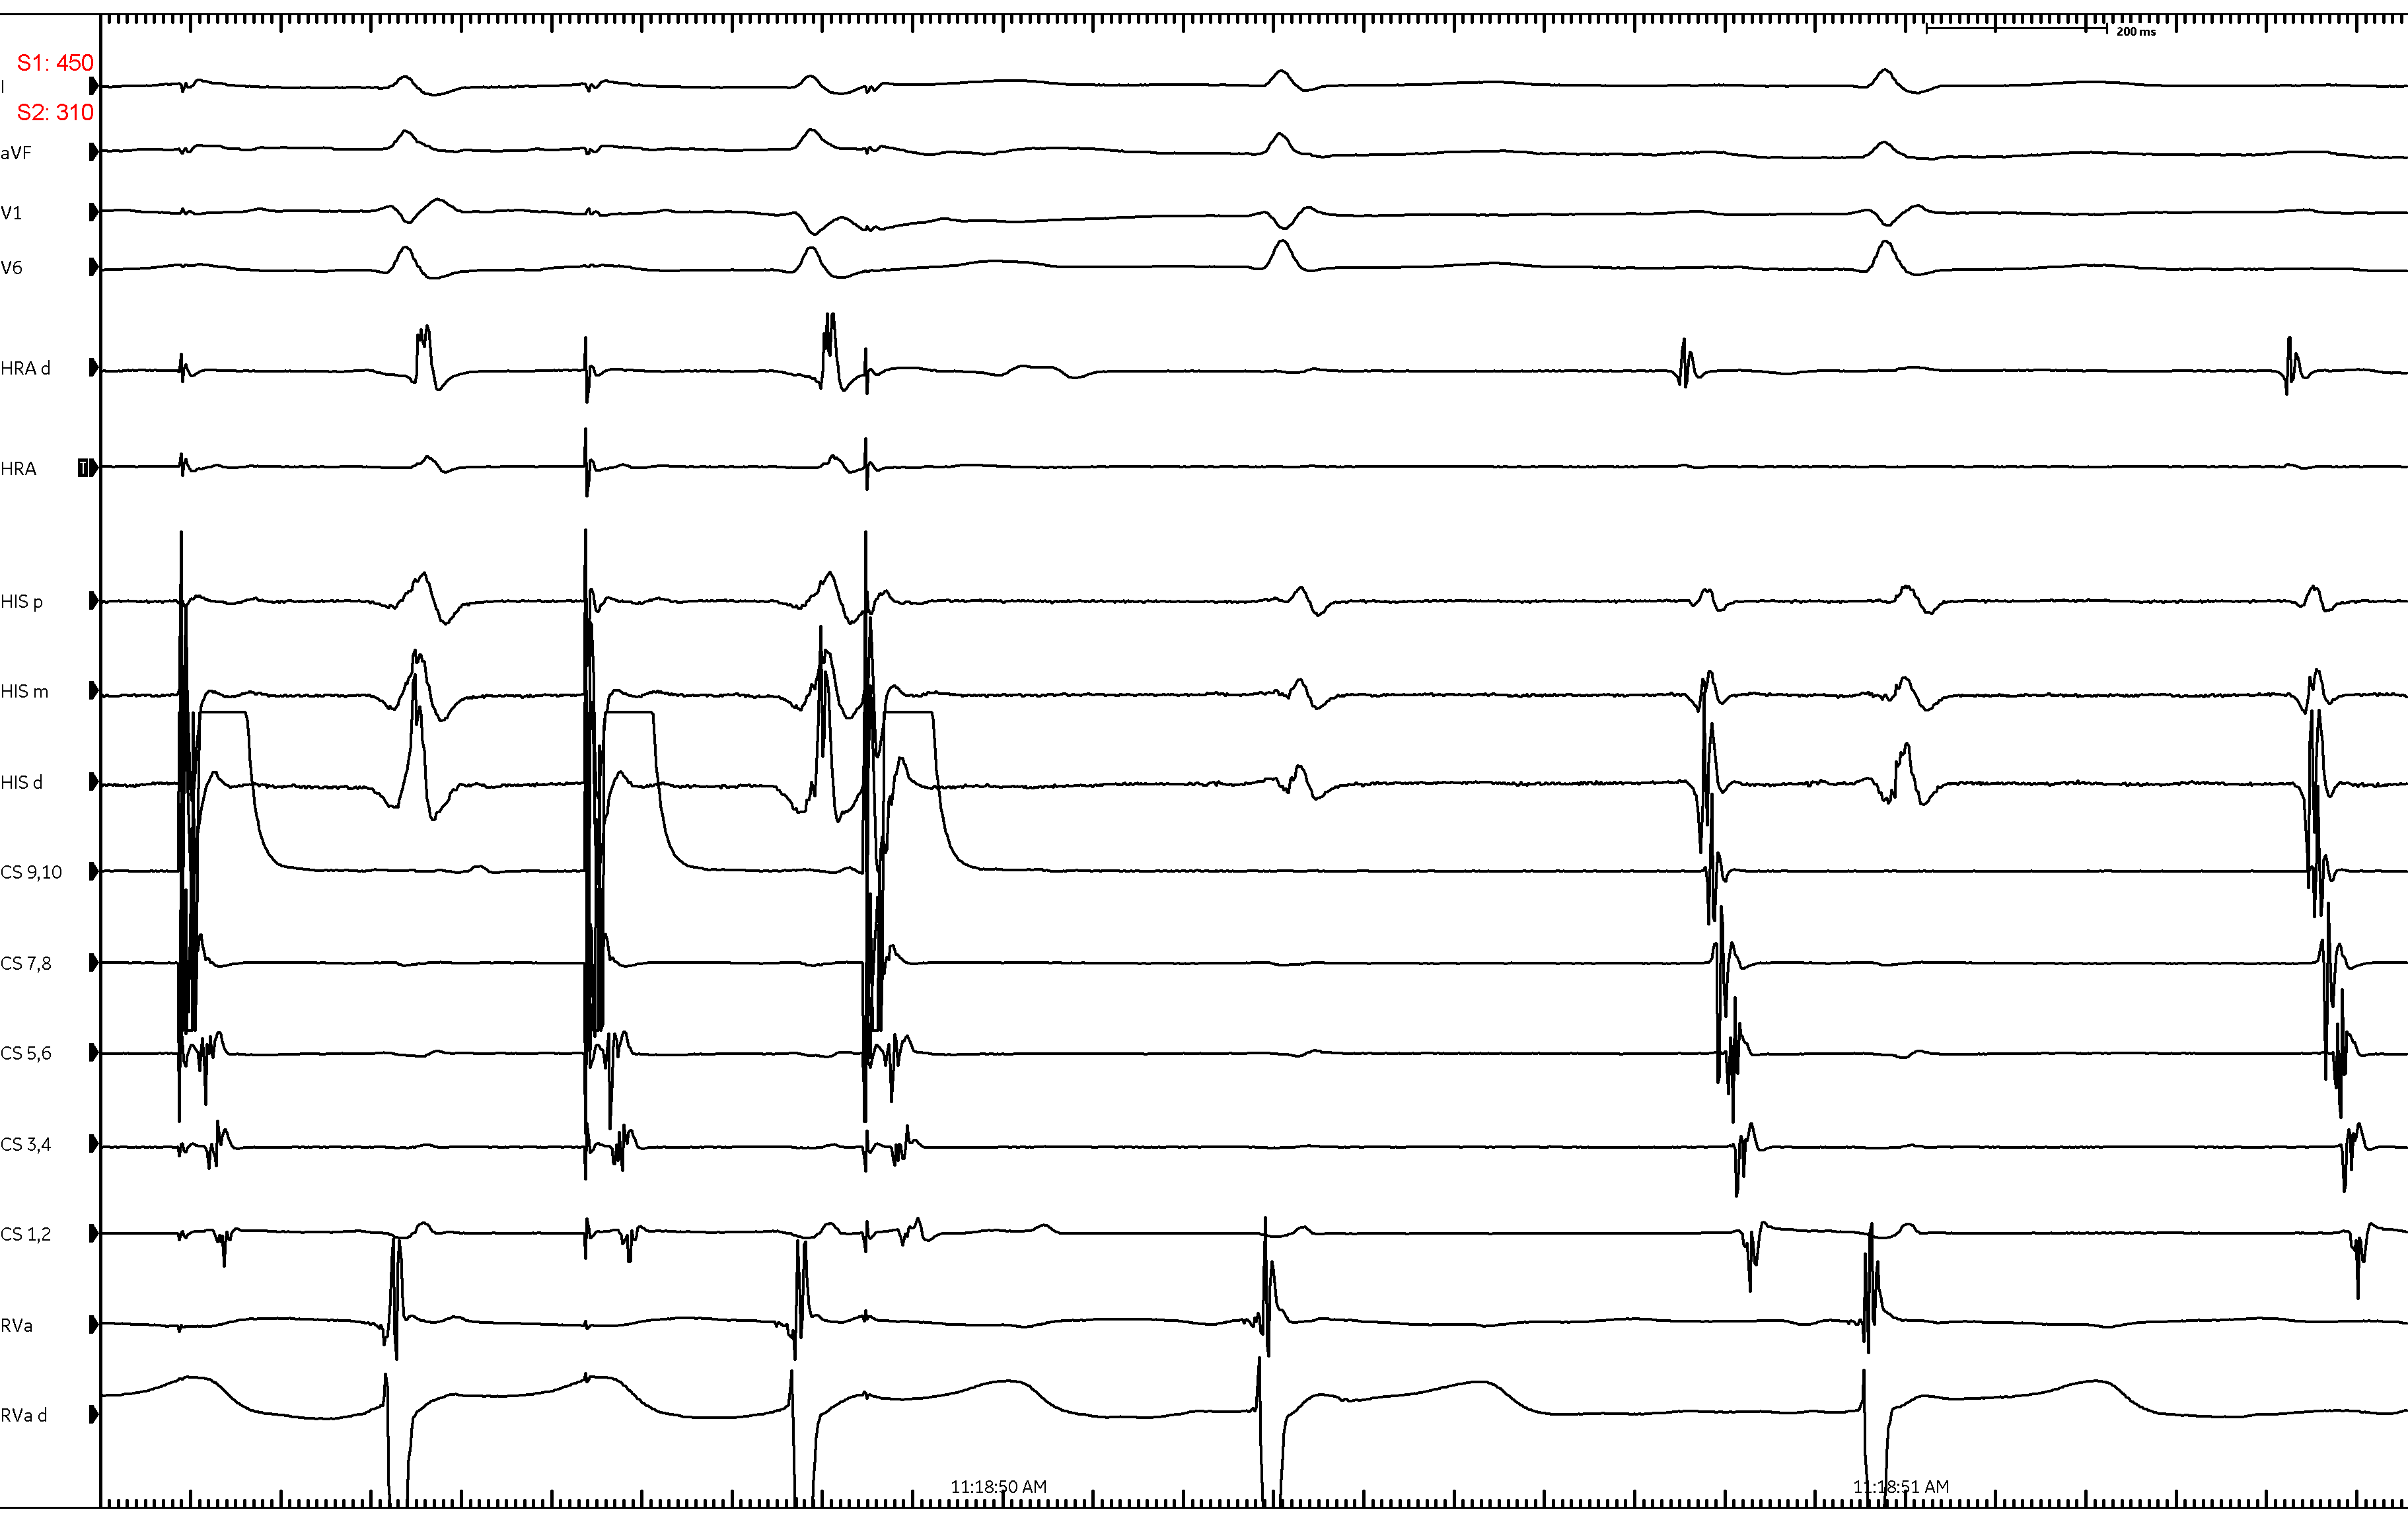 200 ms
S1: 450
I
S2: 310
aVF
V1
V6
HRA d
HRA T
HIS p
HIS m
HIS d
CS 9,10
CS 7,8
CS 5,6
CS 3,4
CS 1,2
RVa
RVa d
11:18:50 AM 11:18:51 AM